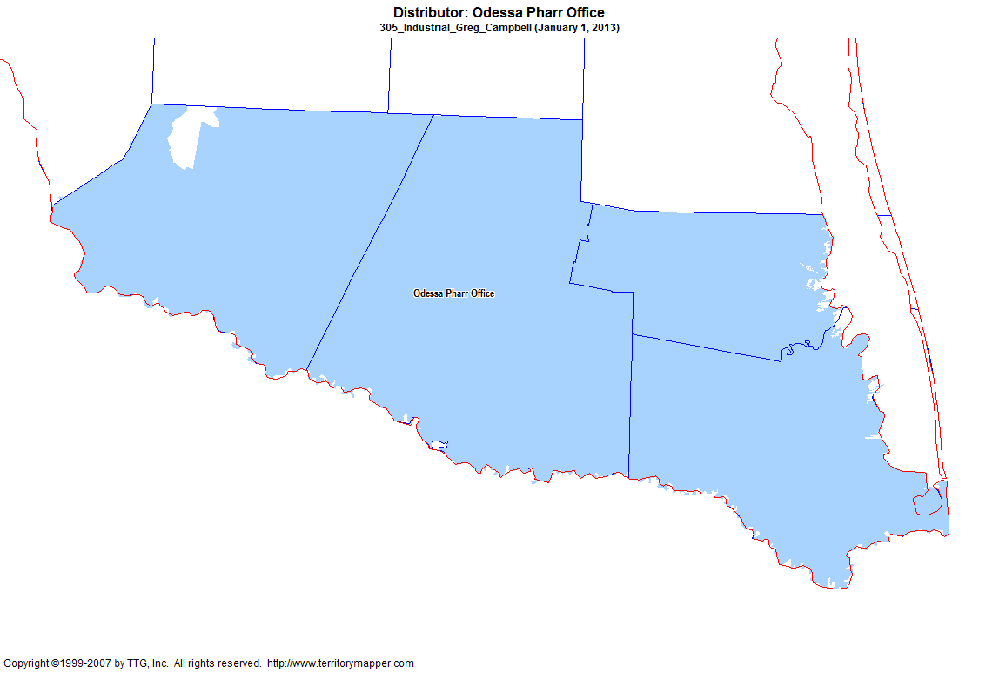 Distributor: Odessa Pharr Office
305_Industrial_Greg_Campbell (January 1, 2013)
Odessa Pharr Office
Copyright ©1999-2007 by TTG, Inc. All rights reserved. http://www.territorymapper.com